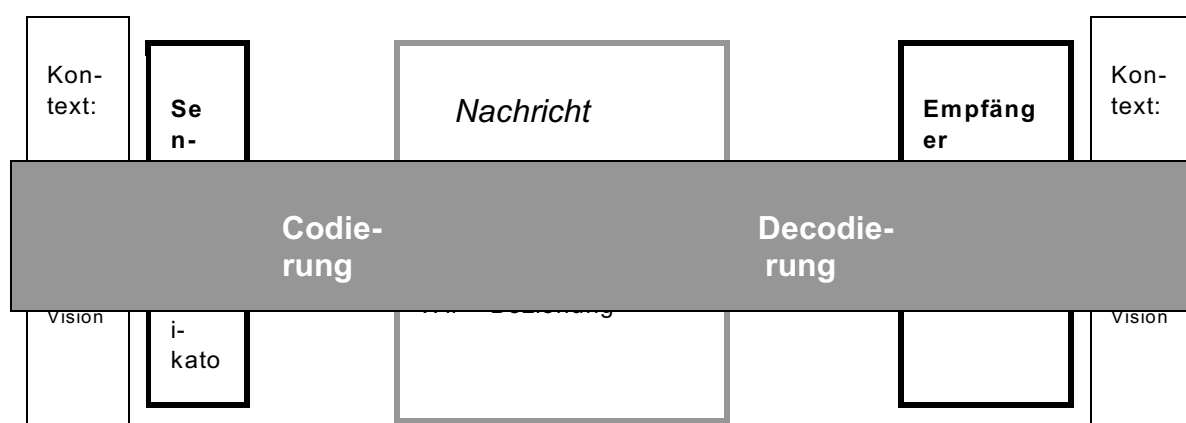 Kon-
text:
Se
n-
Nachricht
Empfäng
er
Kon-
text:
Codie-
rung
Decodie-
rung
Vision
i-
kato
Vision